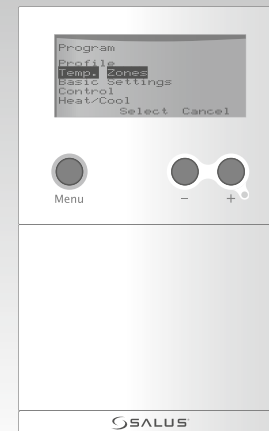 Program
Profile
Temp. Zones
Basic Settings
Control
Heat/Cool
Select Cancel
Menu
- +
SALUS